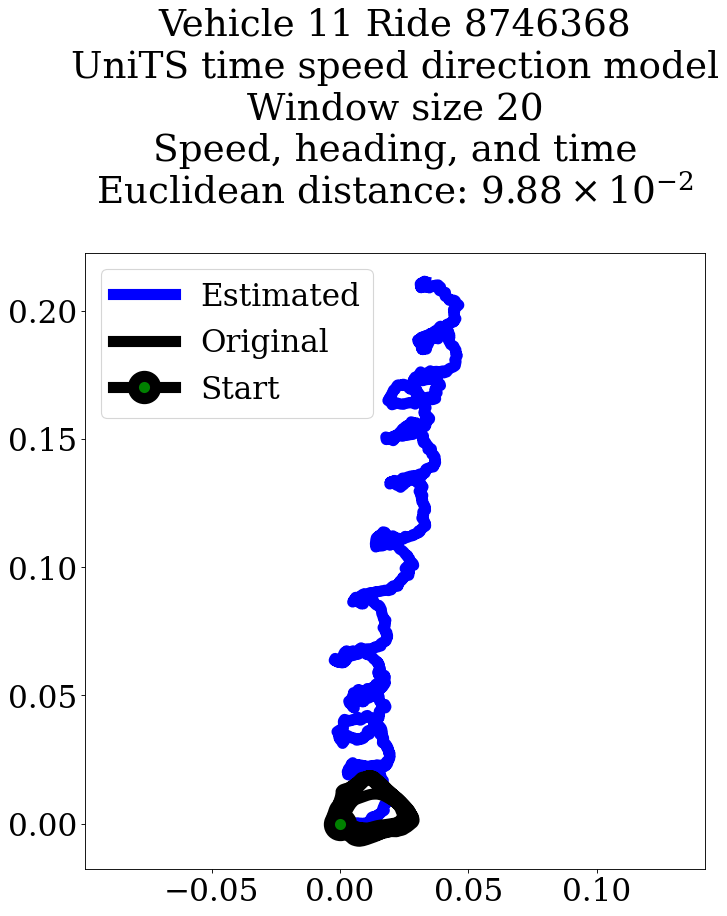 Vehicle 11 Ride 8746368
UniTS time speed direction model
Window size 20
Speed, heading, and time
Euclidean distance: 9.88 × 10⁻²
Estimated
Original
Start
0.20
0.15
0.10
0.05
0.00
−0.05 0.00 0.05 0.10